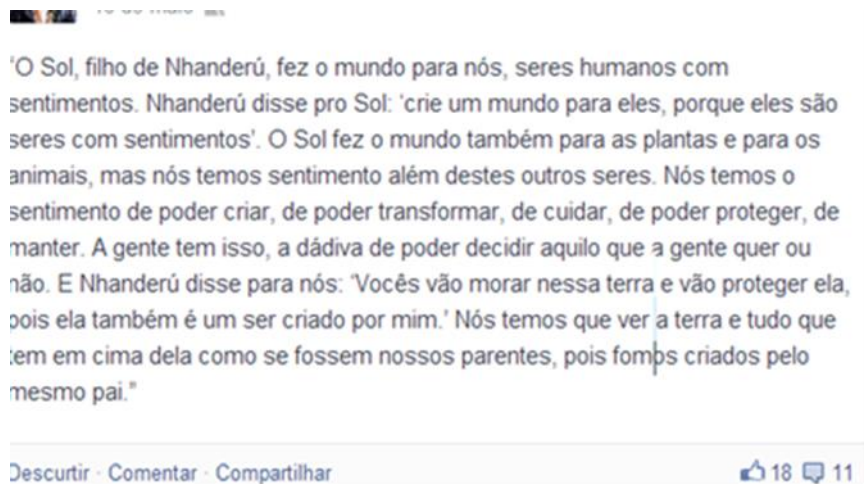 "O Sol, filho de Nhanderú, fez o mundo para nós, seres humanos com
sentimentos. Nhanderú disse pro Sol: 'crie um mundo para eles, porque eles são
seres com sentimentos'. O Sol fez o mundo também para as plantas e para os
animais, mas nós temos sentimento além destes outros seres. Nós temos o
sentimento de poder criar, de poder transformar, de cuidar, de poder proteger, de
manter. A gente tem isso, a dádiva de poder decidir aquilo que a gente quer ou
não. E Nhanderú disse para nós: 'Vocês vão morar nessa terra e vão proteger ela,
pois ela também é um ser criado por mim.' Nós temos que ver a terra e tudo que
tem em cima dela como se fossem nossos parentes, pois fomos criados pelo
mesmo pai."
Descurtir · Comentar · Compartilhar 18 11